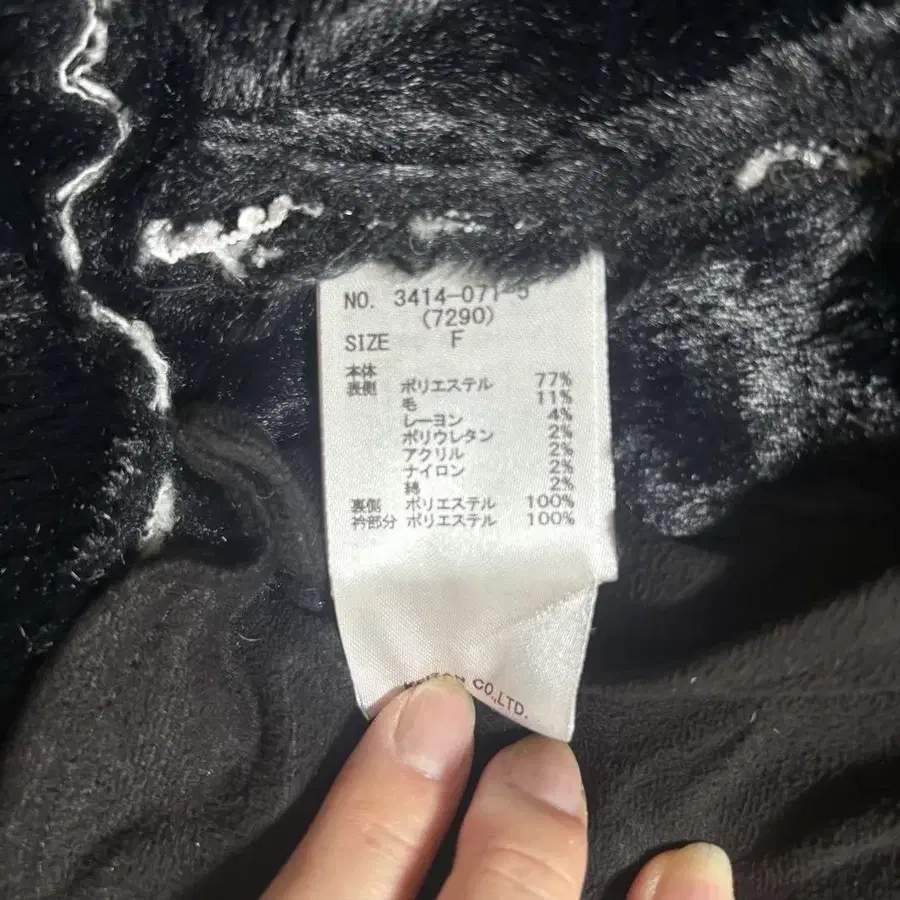 NO. 3414-071-5
(7290)
SIZE F
本体
表側 ポリエステル 77%
毛 11%
レーヨン 4%
ポリウレタン 2%
アクリル 2%
ナイロン 2%
綿 2%
裏側 ポリエステル 100%
衿部分 ポリエステル 100%
CO.,LTD.